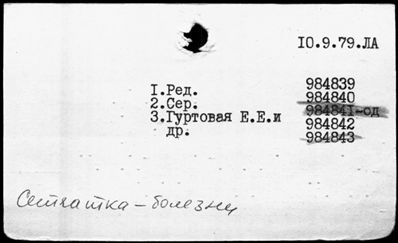 10.9.79.ЛА
1.Ред. 984839
2.Сер. 984840
3.Гуртовая Е.Е.и 984841-од
др. 984842
984843
Сетчатка – болезни